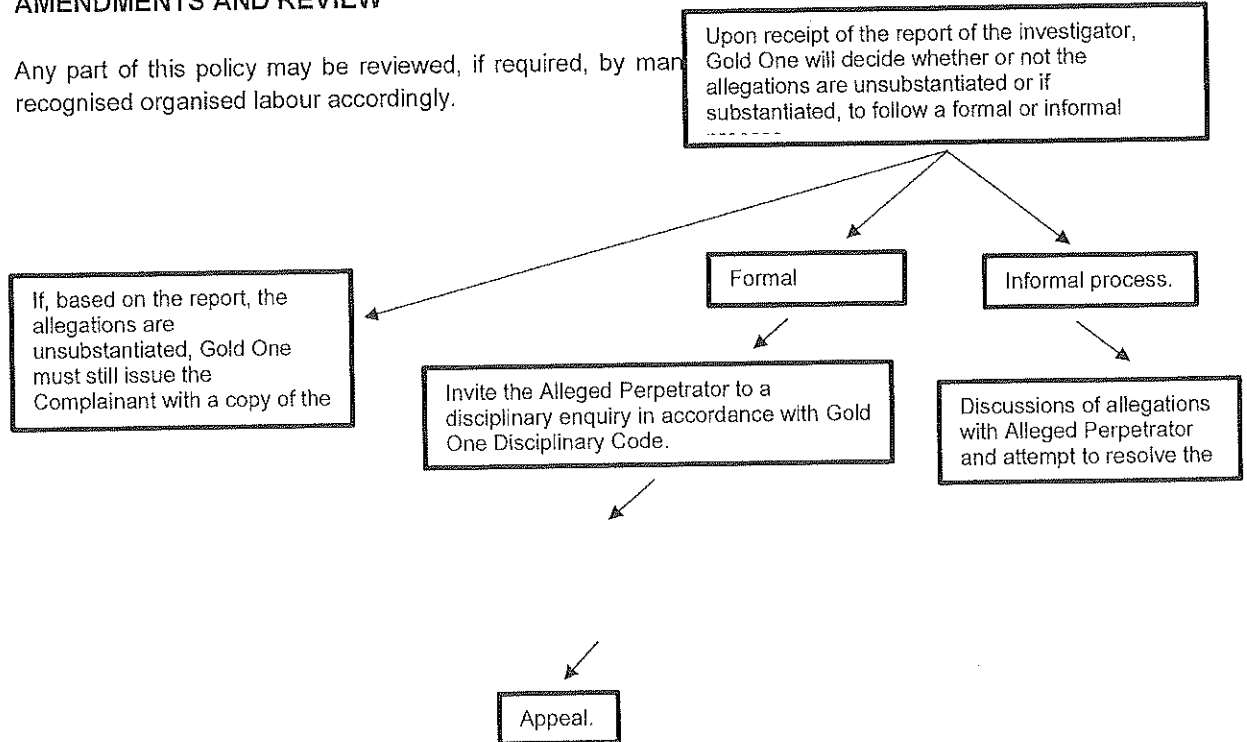 AMENDMENTS AND REVIEW
Any part of this policy may be reviewed, if required, by man
recognised organised labour accordingly.
Upon receipt of the report of the investigator,
Gold One will decide whether or not the
allegations are unsubstantiated or if
substantiated, to follow a formal or informal
If, based on the report, the
allegations are
unsubstantiated, Gold One
must still issue the
Complainant with a copy of the
Formal
Informal process.
Invite the Alleged Perpetrator to a
disciplinary enquiry in accordance with Gold
One Disciplinary Code.
Discussions of allegations
with Alleged Perpetrator
and attempt to resolve the
Appeal.